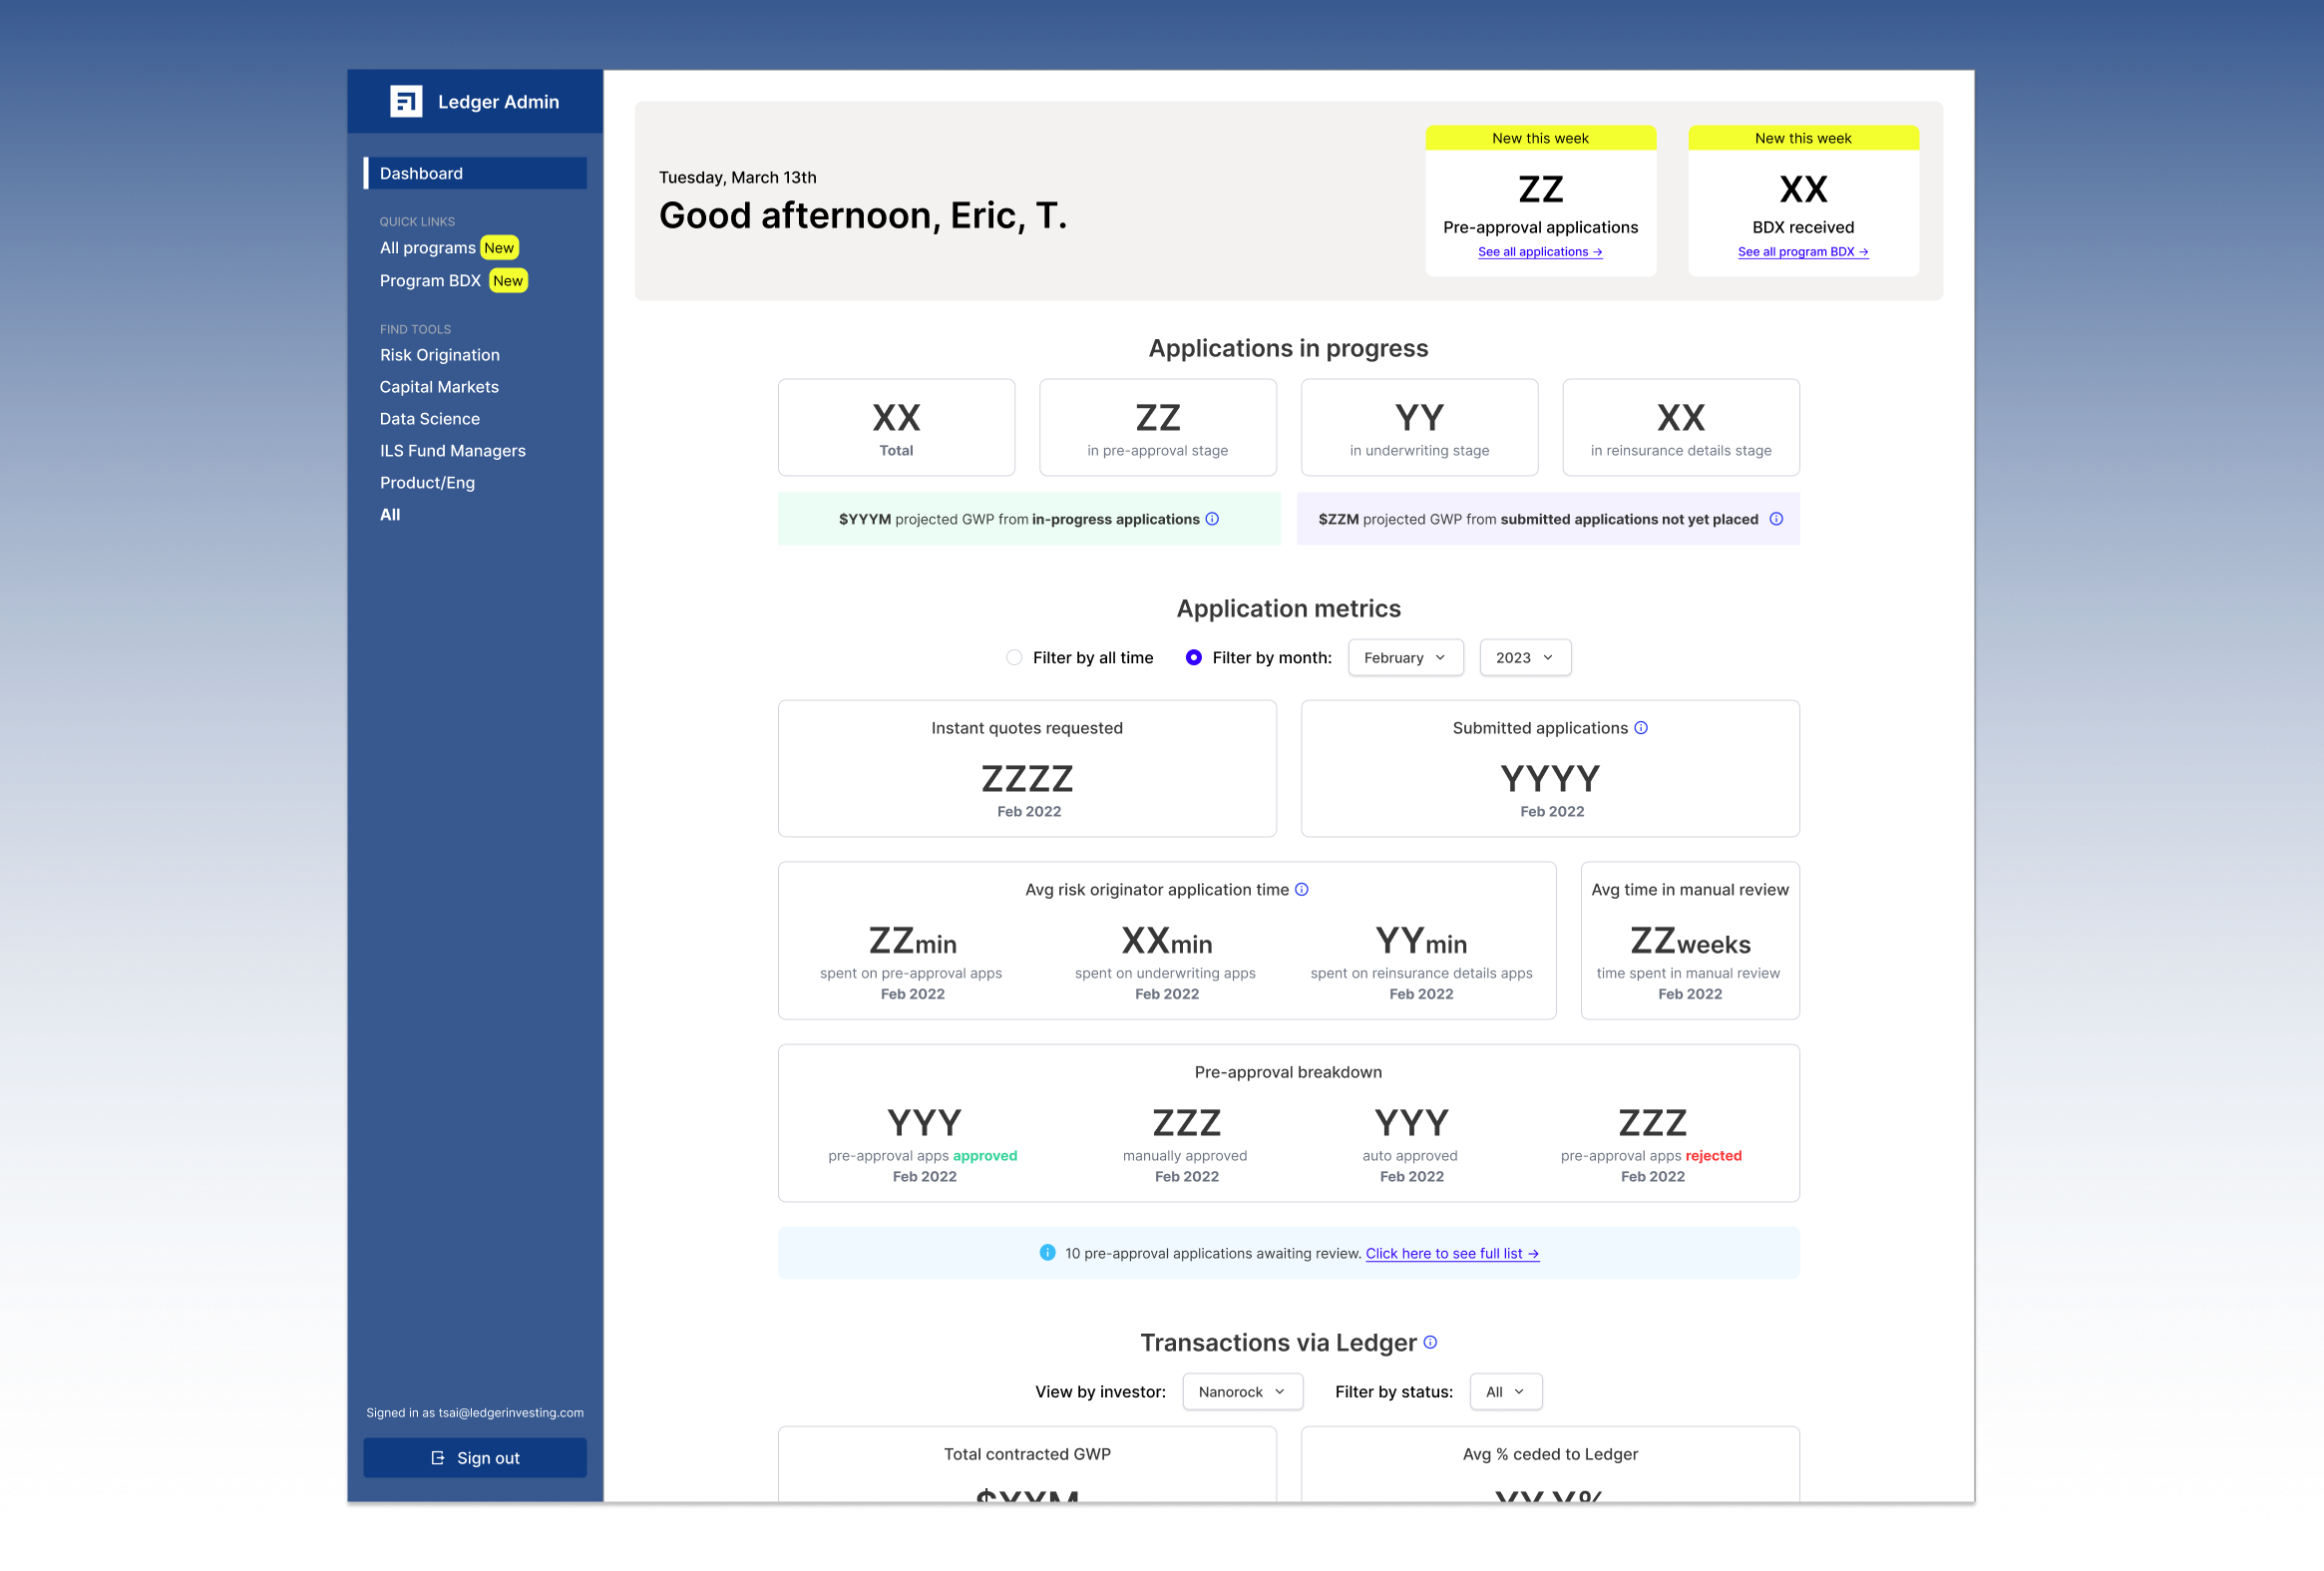 Ledger Admin
Dashboard
QUICK LINKS
All programs New
Program BDX New
FIND TOOLS
Risk Origination
Capital Markets
Data Science
ILS Fund Managers
Product/Eng
All
Signed in as tsai@ledgerinvesting.com
Sign out
Tuesday, March 13th
Good afternoon, Eric, T.
New this week
ZZ
Pre-approval applications
See all applications →
New this week
XX
BDX received
See all program BDX →
Applications in progress
XX
Total
ZZ
in pre-approval stage
YY
in underwriting stage
XX
in reinsurance details stage
$YYYM projected GWP from in-progress applications
$ZZM projected GWP from submitted applications not yet placed
Application metrics
Filter by all time
Filter by month:
February
2023
Instant quotes requested
ZZZZ
Feb 2022
Submitted applications
YYYY
Feb 2022
Avg risk originator application time
ZZmin
spent on pre-approval apps
Feb 2022
XXmin
spent on underwriting apps
Feb 2022
YYmin
spent on reinsurance details apps
Feb 2022
Avg time in manual review
ZZweeks
time spent in manual review
Feb 2022
Pre-approval breakdown
YYY
pre-approval apps approved
Feb 2022
ZZZ
manually approved
Feb 2022
YYY
auto approved
Feb 2022
ZZZ
pre-approval apps rejected
Feb 2022
10 pre-approval applications awaiting review. Click here to see full list →
Transactions via Ledger
View by investor:
Nanorock
Filter by status:
All
Total contracted GWP
Avg % ceded to Ledger